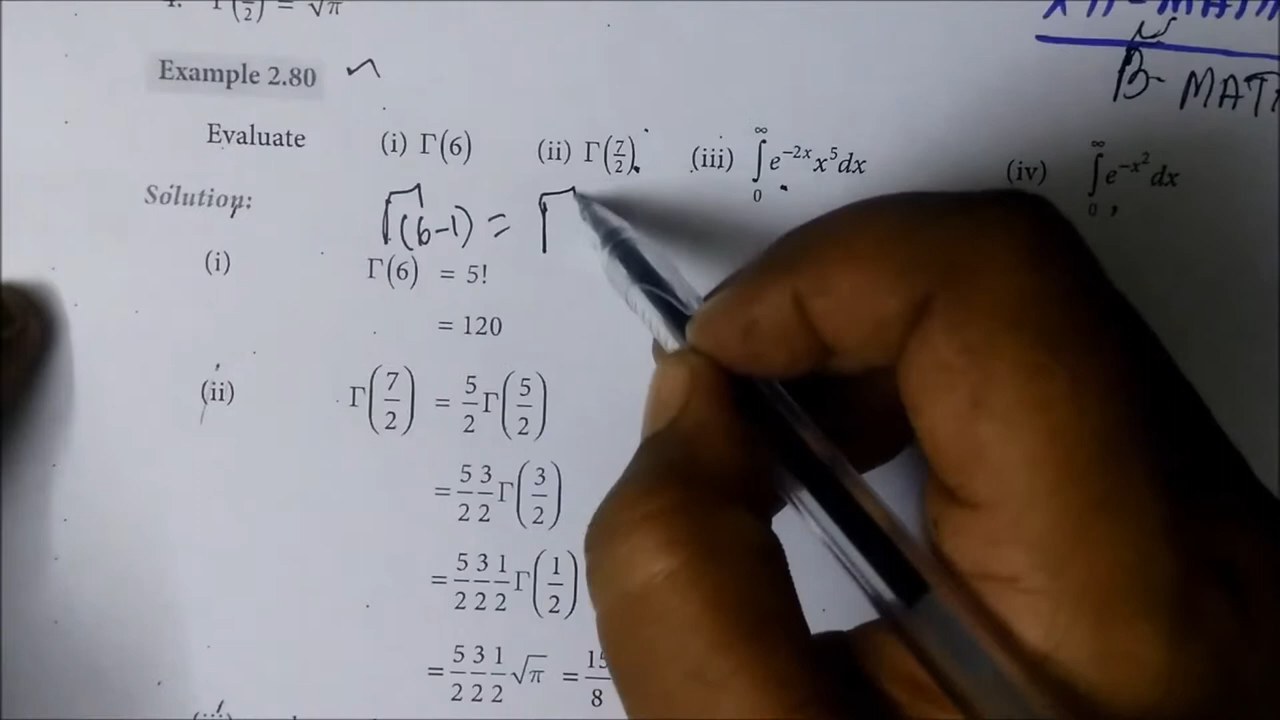 Γ(1/2) = √π
XII-MATH
B- MAT
Example 2.80
Evaluate (i) Γ(6) (ii) Γ(7/2) (iii) ∫₀^∞ e^{-2x} x^5 dx (iv) ∫₀^∞ e^{-x^2} dx
Solution:
Γ(6-1) = Γ
(i) Γ(6) = 5!
= 120
(ii) Γ(7/2) = 5/2 Γ(5/2)
= 5/2 3/2 Γ(3/2)
= 5/2 3/2 1/2 Γ(1/2)
= 5/2 3/2 1/2 √π = 15/8